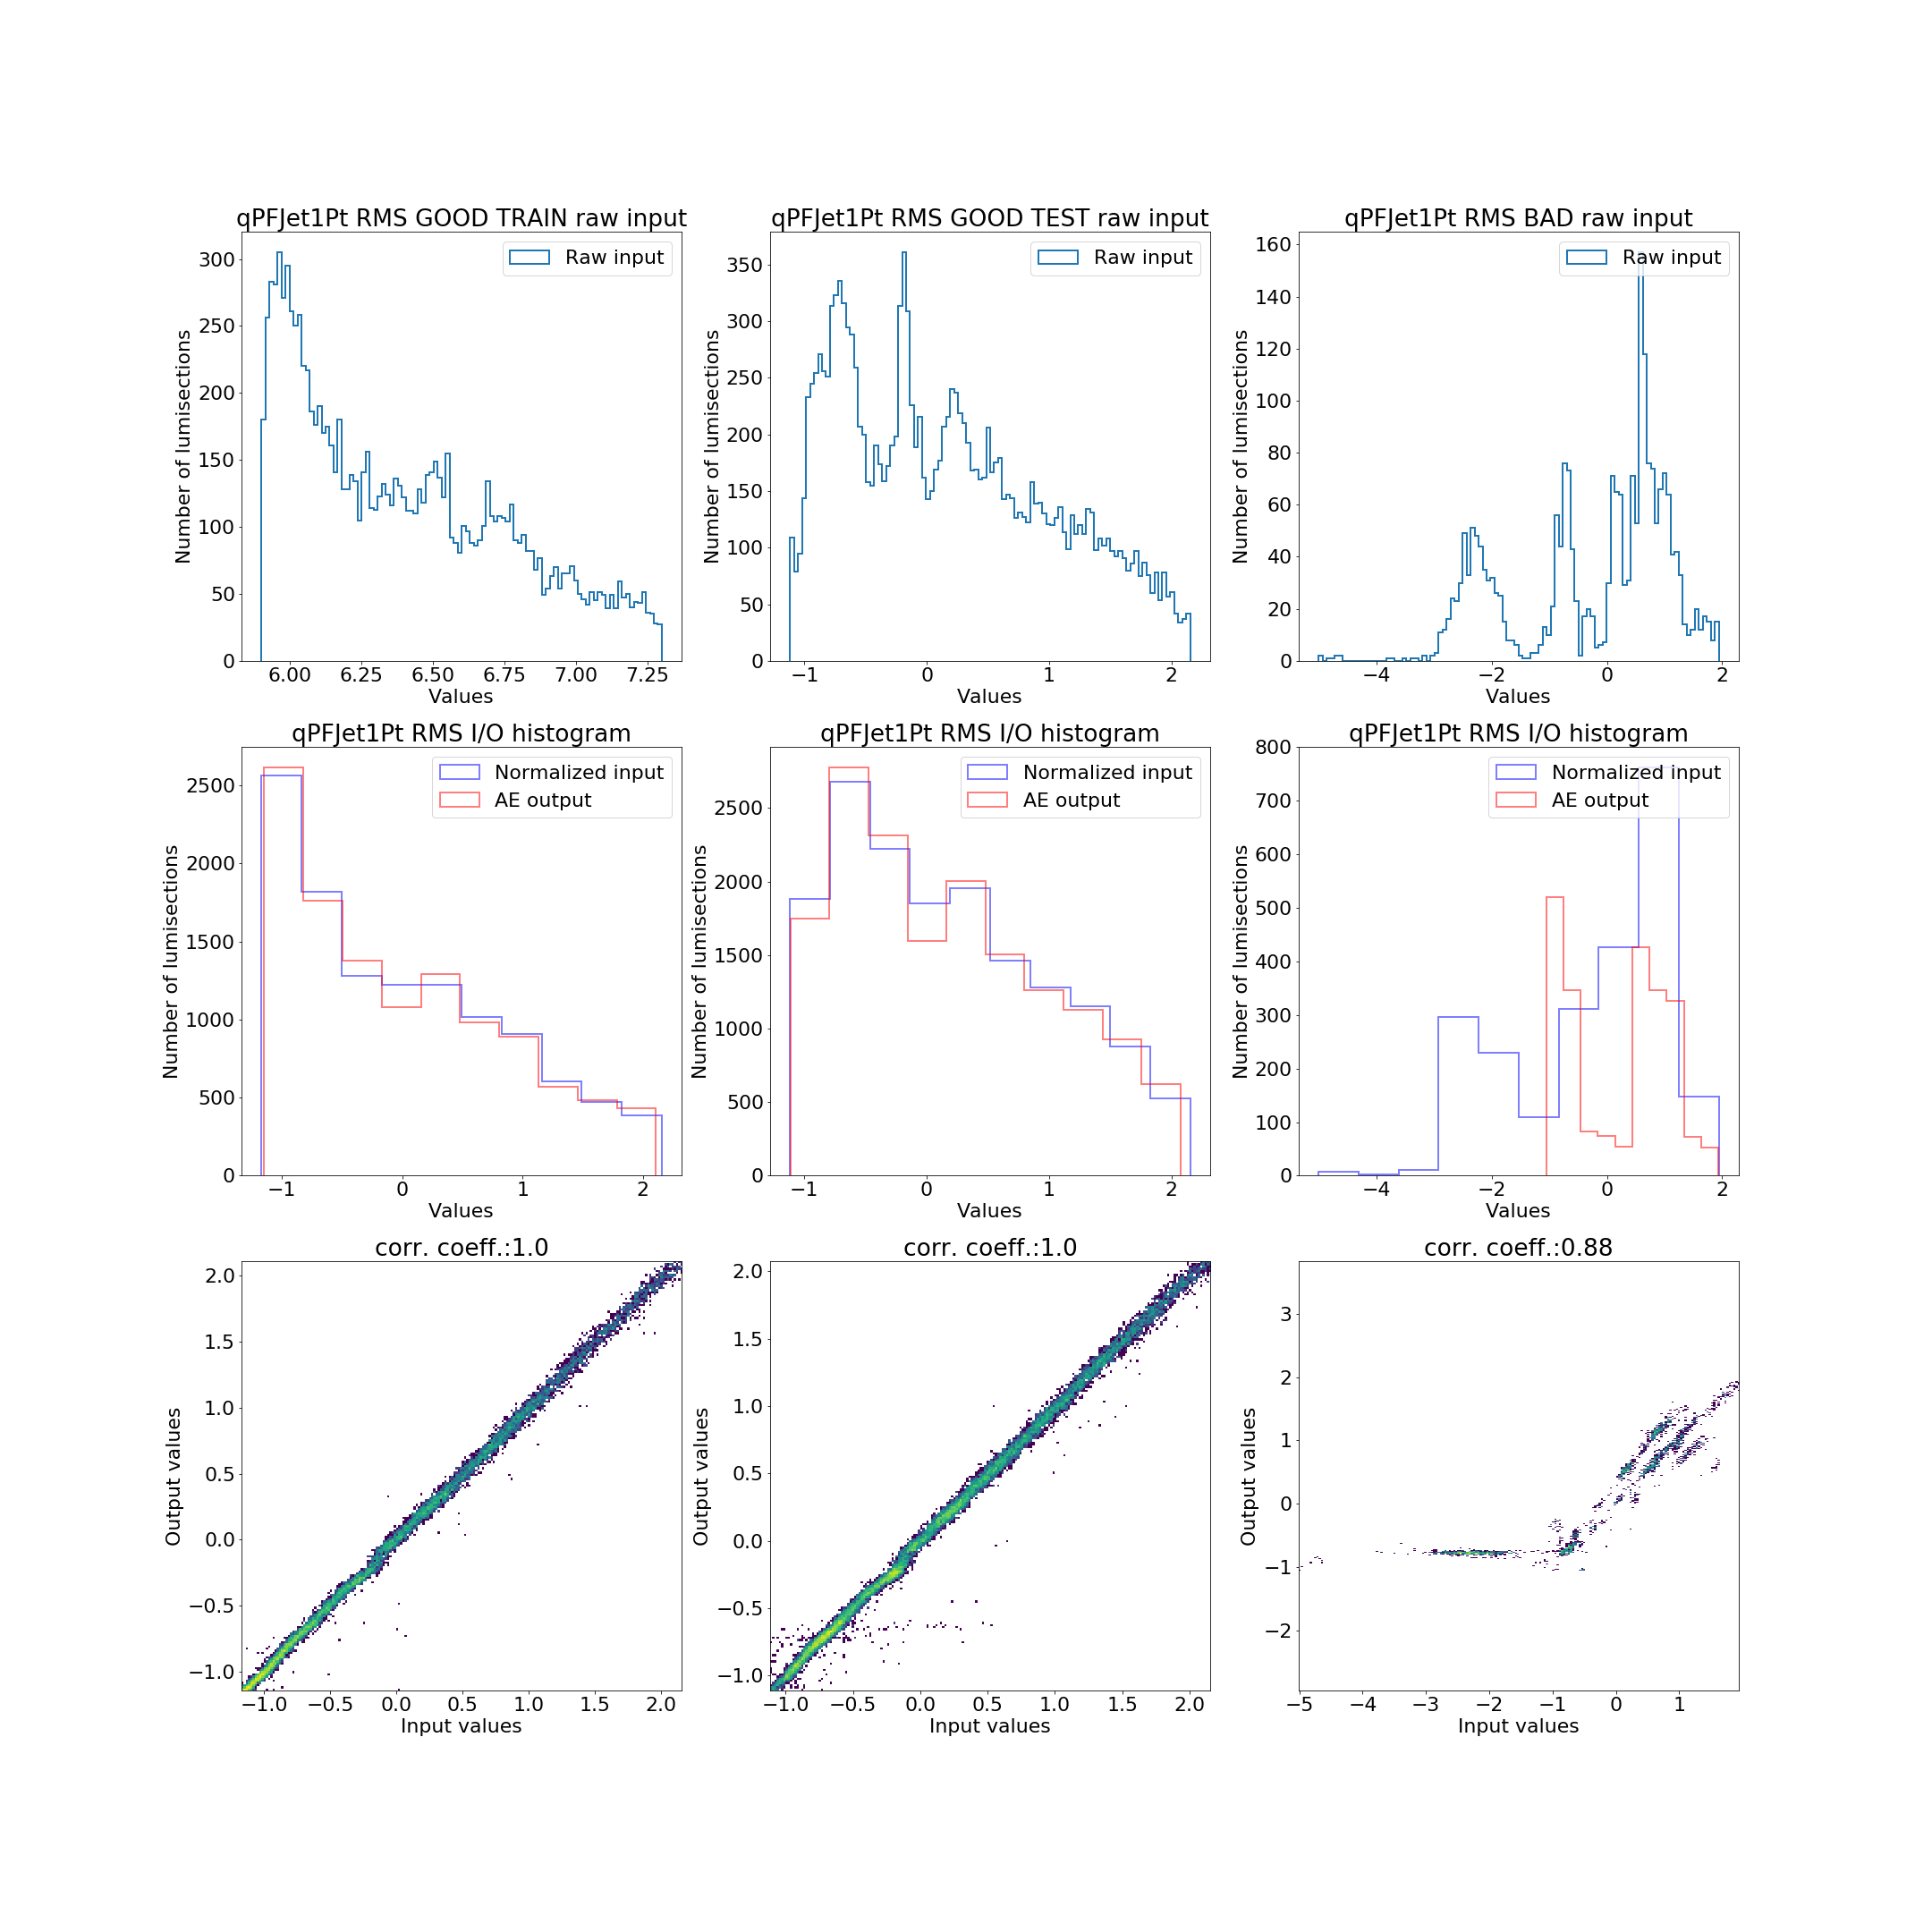 qPFJet1Pt RMS GOOD TRAIN raw input
Raw input
Number of lumisections
300
250
200
150
100
50
0
6.00 6.25 6.50 6.75 7.00 7.25
Values
qPFJet1Pt RMS GOOD TEST raw input
Raw input
Number of lumisections
350
300
250
200
150
100
50
0
−1 0 1 2
Values
qPFJet1Pt RMS BAD raw input
Raw input
Number of lumisections
160
140
120
100
80
60
40
20
0
−4 −2 0 2
Values
qPFJet1Pt RMS I/O histogram
Normalized input
AE output
Number of lumisections
2500
2000
1500
1000
500
0
−1 0 1 2
Values
qPFJet1Pt RMS I/O histogram
Normalized input
AE output
Number of lumisections
2500
2000
1500
1000
500
0
−1 0 1 2
Values
qPFJet1Pt RMS I/O histogram
Normalized input
AE output
Number of lumisections
800
700
600
500
400
300
200
100
0
−4 −2 0 2
Values
corr. coeff.:1.0
Output values
2.0
1.5
1.0
0.5
0.0
−0.5
−1.0
−1.0 −0.5 0.0 0.5 1.0 1.5 2.0
Input values
corr. coeff.:1.0
Output values
2.0
1.5
1.0
0.5
0.0
−0.5
−1.0
−1.0 −0.5 0.0 0.5 1.0 1.5 2.0
Input values
corr. coeff.:0.88
Output values
3
2
1
0
−1
−2
−5 −4 −3 −2 −1 0 1
Input values